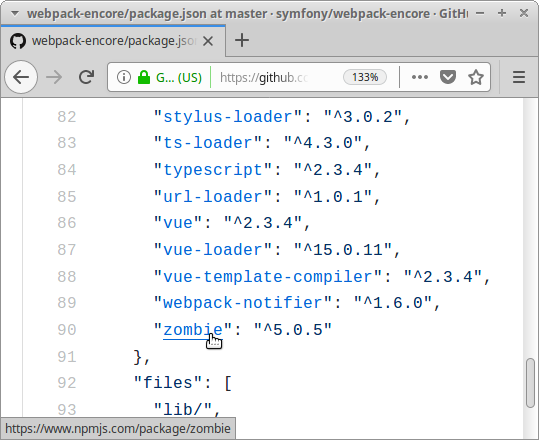 webpack-encore/package.json at master · symfony/webpack-encore · GitHu
webpack-encore/package.json
G... (US) https://github.c 133%
82 "stylus-loader": "^3.0.2",
83 "ts-loader": "^4.3.0",
84 "typescript": "^2.3.4",
85 "url-loader": "^1.0.1",
86 "vue": "^2.3.4",
87 "vue-loader": "^15.0.11",
88 "vue-template-compiler": "^2.3.4",
89 "webpack-notifier": "^1.6.0",
90 "zombie": "^5.0.5"
91 },
92 "files": [
93 "lib/",
https://www.npmjs.com/package/zombie